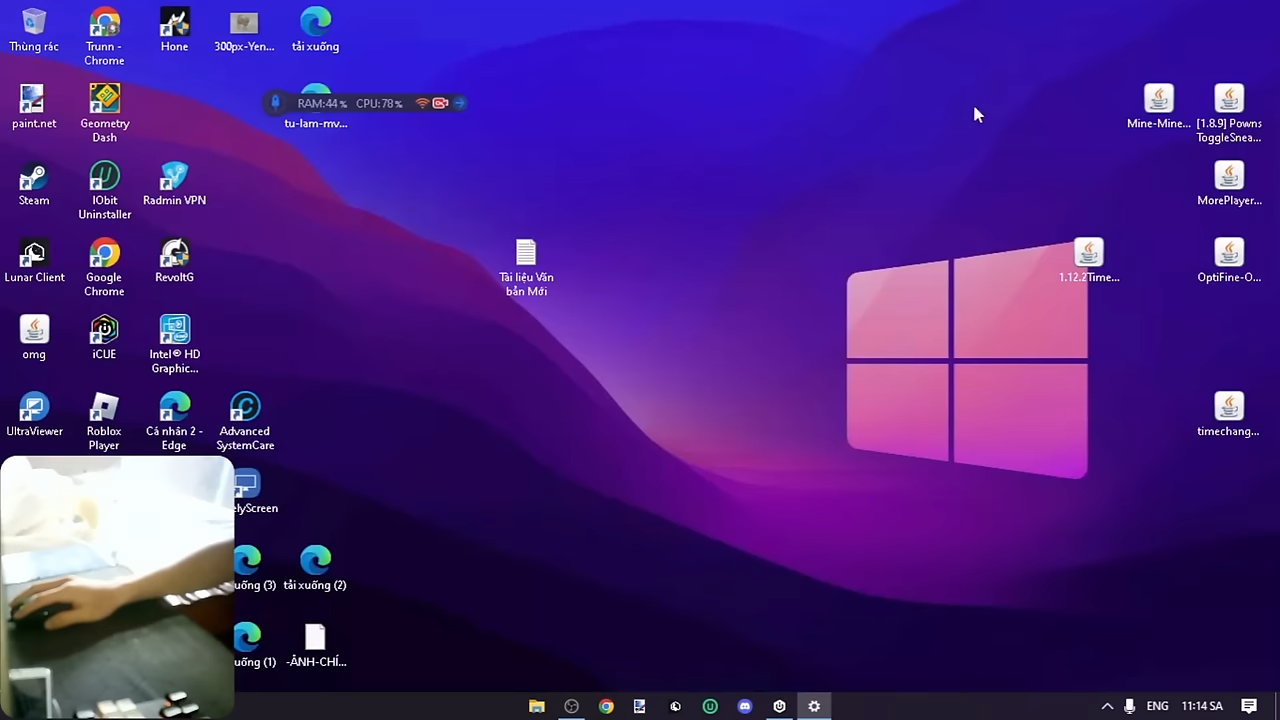 Thùng rác
Trunn -
Chrome
Hone
300px-Yen...
tải xuống
paint.net
Geometry
Dash
RAM:44% CPU:78%
tu-lam-mv...
Mine-Mine...
[1.8.9] Powns
ToggleSnea...
Steam
IObit
Uninstaller
Radmin VPN
MorePlayer...
Lunar Client
Google
Chrome
RevoltG
Tài liệu Văn
bản Mới
1.12.2Time...
OptiFine-O...
omg
iCUE
Intel® HD
Graphic...
UltraViewer
Roblox
Player
Cá nhân 2 -
Edge
Advanced
SystemCare
timechang...
elyScreen
uống (3)
tải xuống (2)
uống (1)
-ẢNH-CHÍ...
ENG
11:14 SA